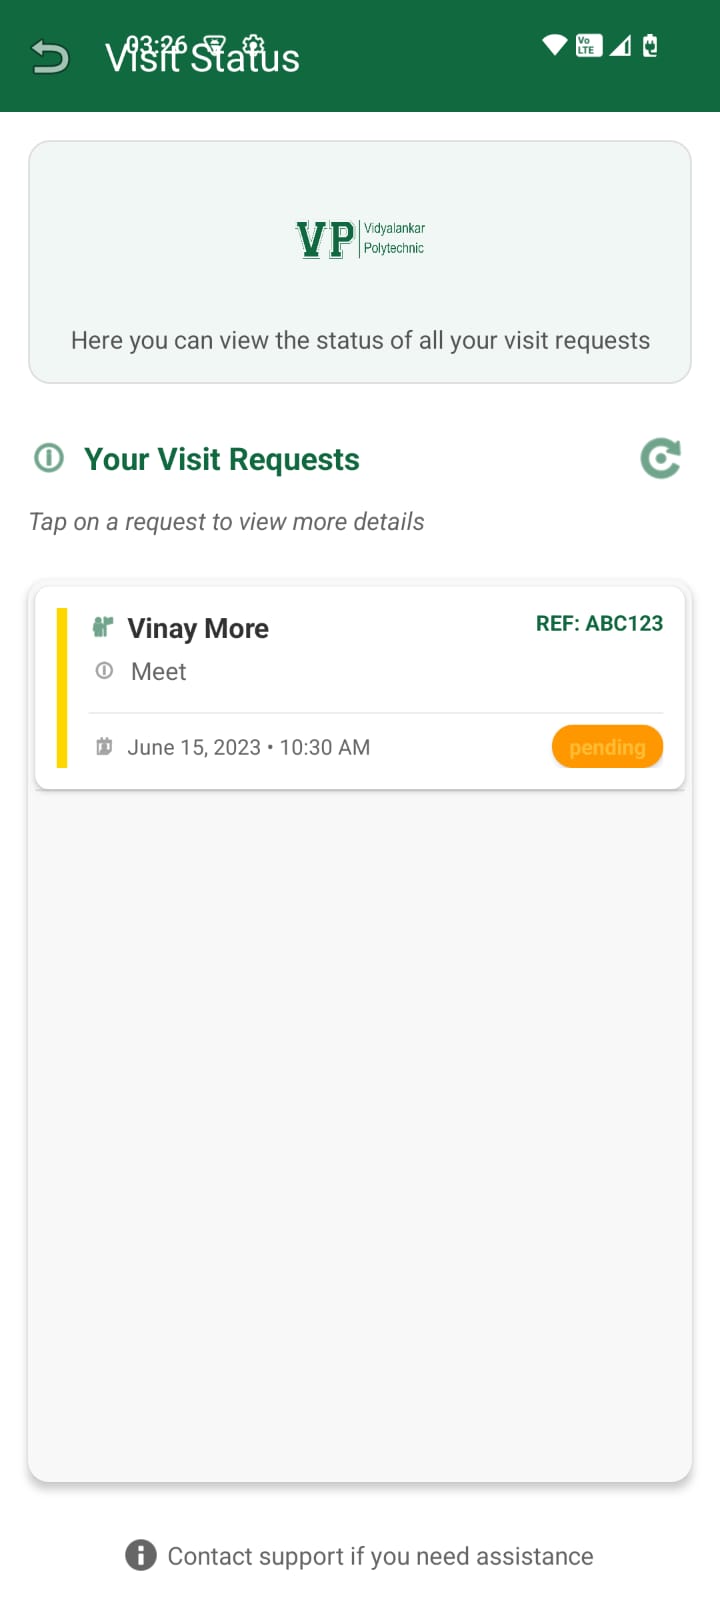 03:26
Vo
LTE
Visit Status
VP Vidyalankar
Polytechnic
Here you can view the status of all your visit requests
Your Visit Requests
Tap on a request to view more details
Vinay More
REF: ABC123
Meet
June 15, 2023 • 10:30 AM
pending
Contact support if you need assistance